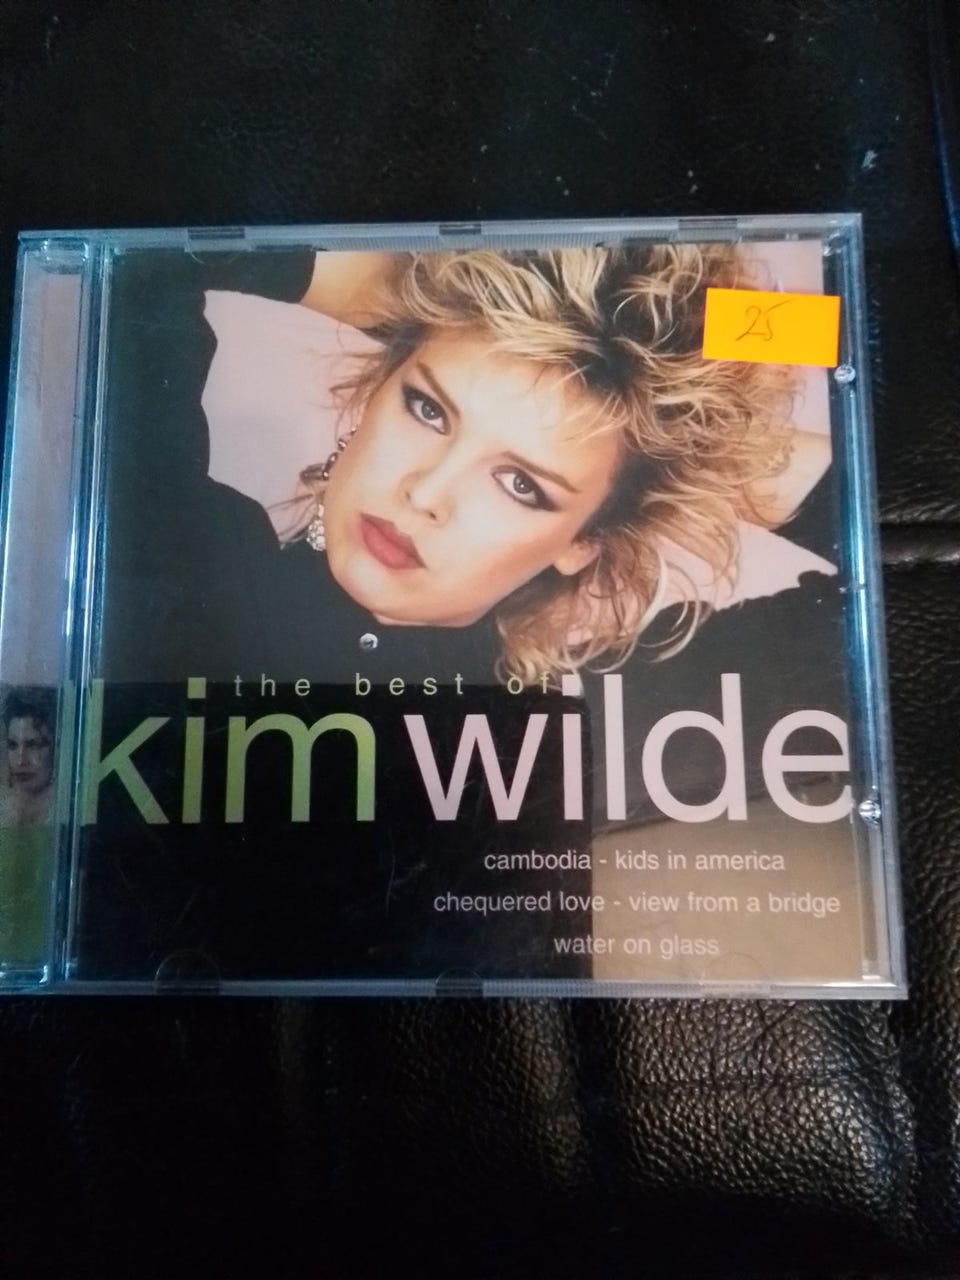 25
the best of
kim wilde
cambodia - kids in america
chequered love - view from a bridge
water on glass